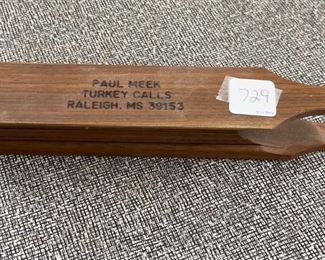 PAUL MEEK
TURKEY CALLS
RALEIGH, MS 39153
729